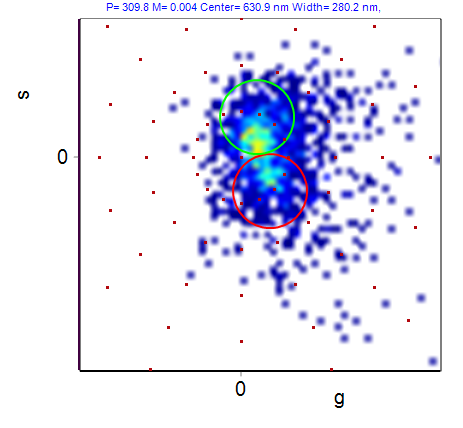 P= 309.8 M= 0.004 Center= 630.9 nm Width= 280.2 nm,
s
0
0
g